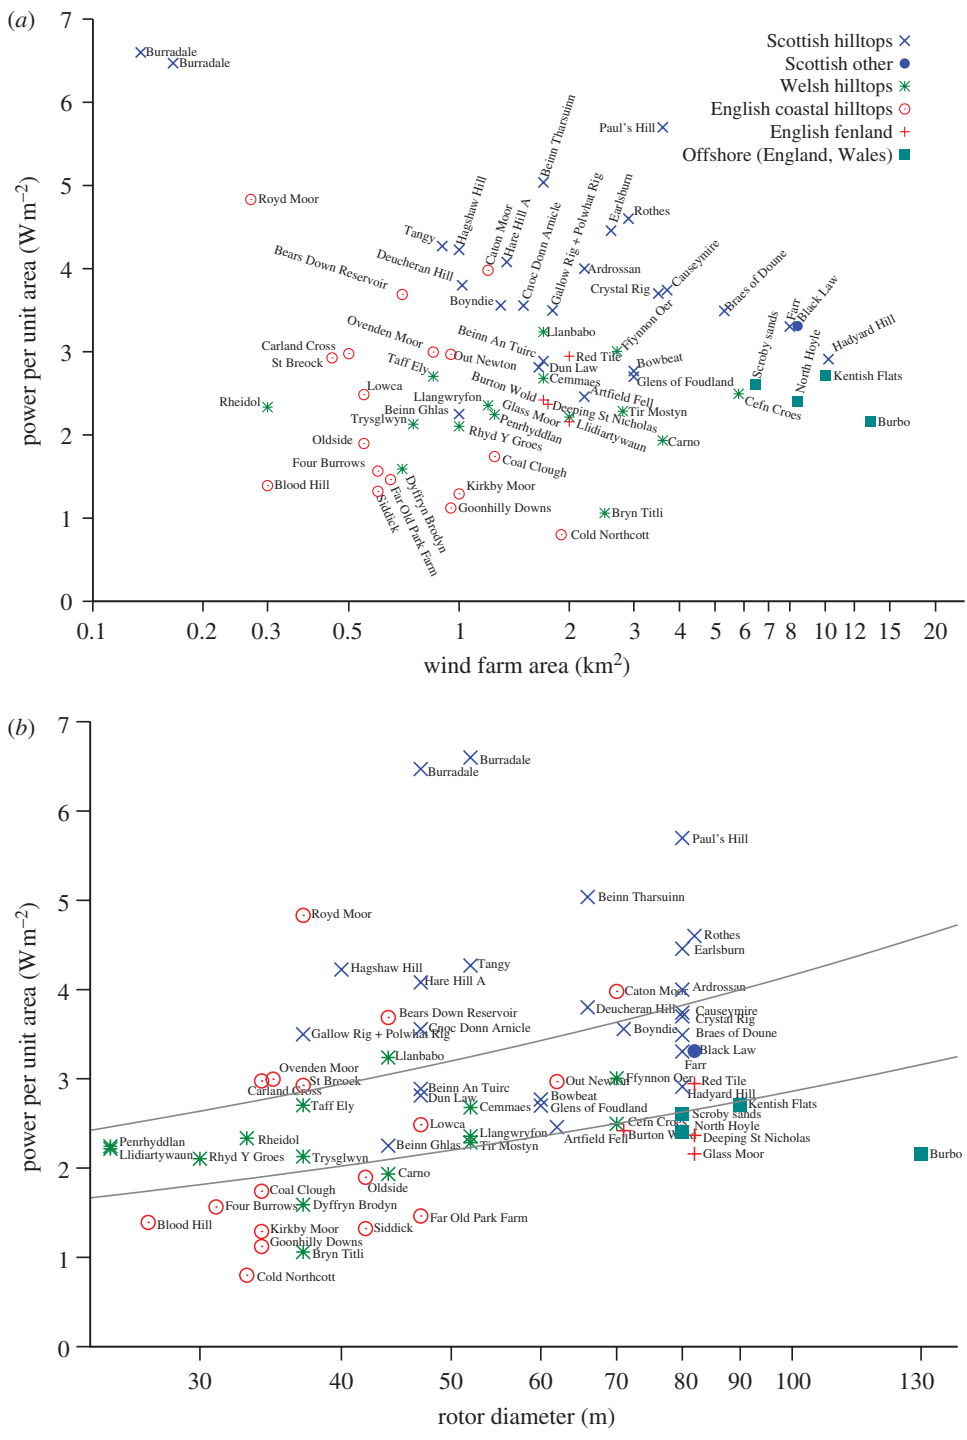 (a)
7
6
5
4
3
2
1
0
power per unit area (W m−2)
Scottish hilltops
Scottish other
Welsh hilltops
English coastal hilltops
English fenland
Offshore (England, Wales)
Burradale
Burradale
Paul's Hill
Beinn Tharsuinn
Royd Moor
Tangy
Hagshaw Hill
Caton Moor
Hare Hill A
Cnoc Donn Arnicle
Gallow Rig + Polwhat Rig
Earlsburn
Rothes
Bears Down Reservoir
Deucheran Hill
Boyndie
Ardrossan
Crystal Rig
Causeymire
Braes of Doune
Farr
Black Law
Hadyard Hill
Ovenden Moor
Beinn An Tuirc
Llanbabo
Ffynnon Oer
Carland Cross
St Breock
Out Newton
Red Tile
Bowbeat
Scroby sands
North Hoyle
Kentish Flats
Taff Ely
Dun Law
Cemmaes
Glens of Foudland
Lowca
Burton Wold
Artfield Fell
Cefn Croes
Rheidol
Llangwryfon
Deeping St Nicholas
Tir Mostyn
Beinn Ghlas
Glass Moor
Trysglwyn
Penrhyddlan
Llidiartywaun
Burbo
Rhyd Y Groes
Carno
Oldside
Four Burrows
Coal Clough
Blood Hill
Kirkby Moor
Siddick
Far Old Park Farm
Dyffryn Brodyn
Goonhilly Downs
Bryn Titli
Cold Northcott
0.1 0.2 0.3 0.5 1 2 3 4 5 6 7 8 10 12 15 20
wind farm area (km2)
(b)
7
6
5
4
3
2
1
0
power per unit area (W m−2)
Burradale
Burradale
Paul's Hill
Beinn Tharsuinn
Royd Moor
Rothes
Earlsburn
Hagshaw Hill
Tangy
Hare Hill A
Caton Moor
Ardrossan
Bears Down Reservoir
Deucheran Hill
Causeymire
Crystal Rig
Gallow Rig + Polwhat Rig
Cnoc Donn Arnicle
Boyndie
Braes of Doune
Llanbabo
Black Law
Farr
Ovenden Moor
Carland Cross
St Breock
Out Newton
Ffynnon Oer
Red Tile
Beinn An Tuirc
Dun Law
Bowbeat
Hadyard Hill
Taff Ely
Cemmaes
Glens of Foudland
Kentish Flats
Scroby sands
Lowca
Cefn Croes
North Hoyle
Artfield Fell
Burton Wold
Deeping St Nicholas
Penrhyddlan
Llidiartywaun
Rheidol
Llangwryfon
Tir Mostyn
Beinn Ghlas
Rhyd Y Groes
Trysglwyn
Glass Moor
Burbo
Carno
Oldside
Coal Clough
Four Burrows
Dyffryn Brodyn
Blood Hill
Far Old Park Farm
Kirkby Moor
Siddick
Goonhilly Downs
Bryn Titli
Cold Northcott
30 40 50 60 70 80 90 100 130
rotor diameter (m)